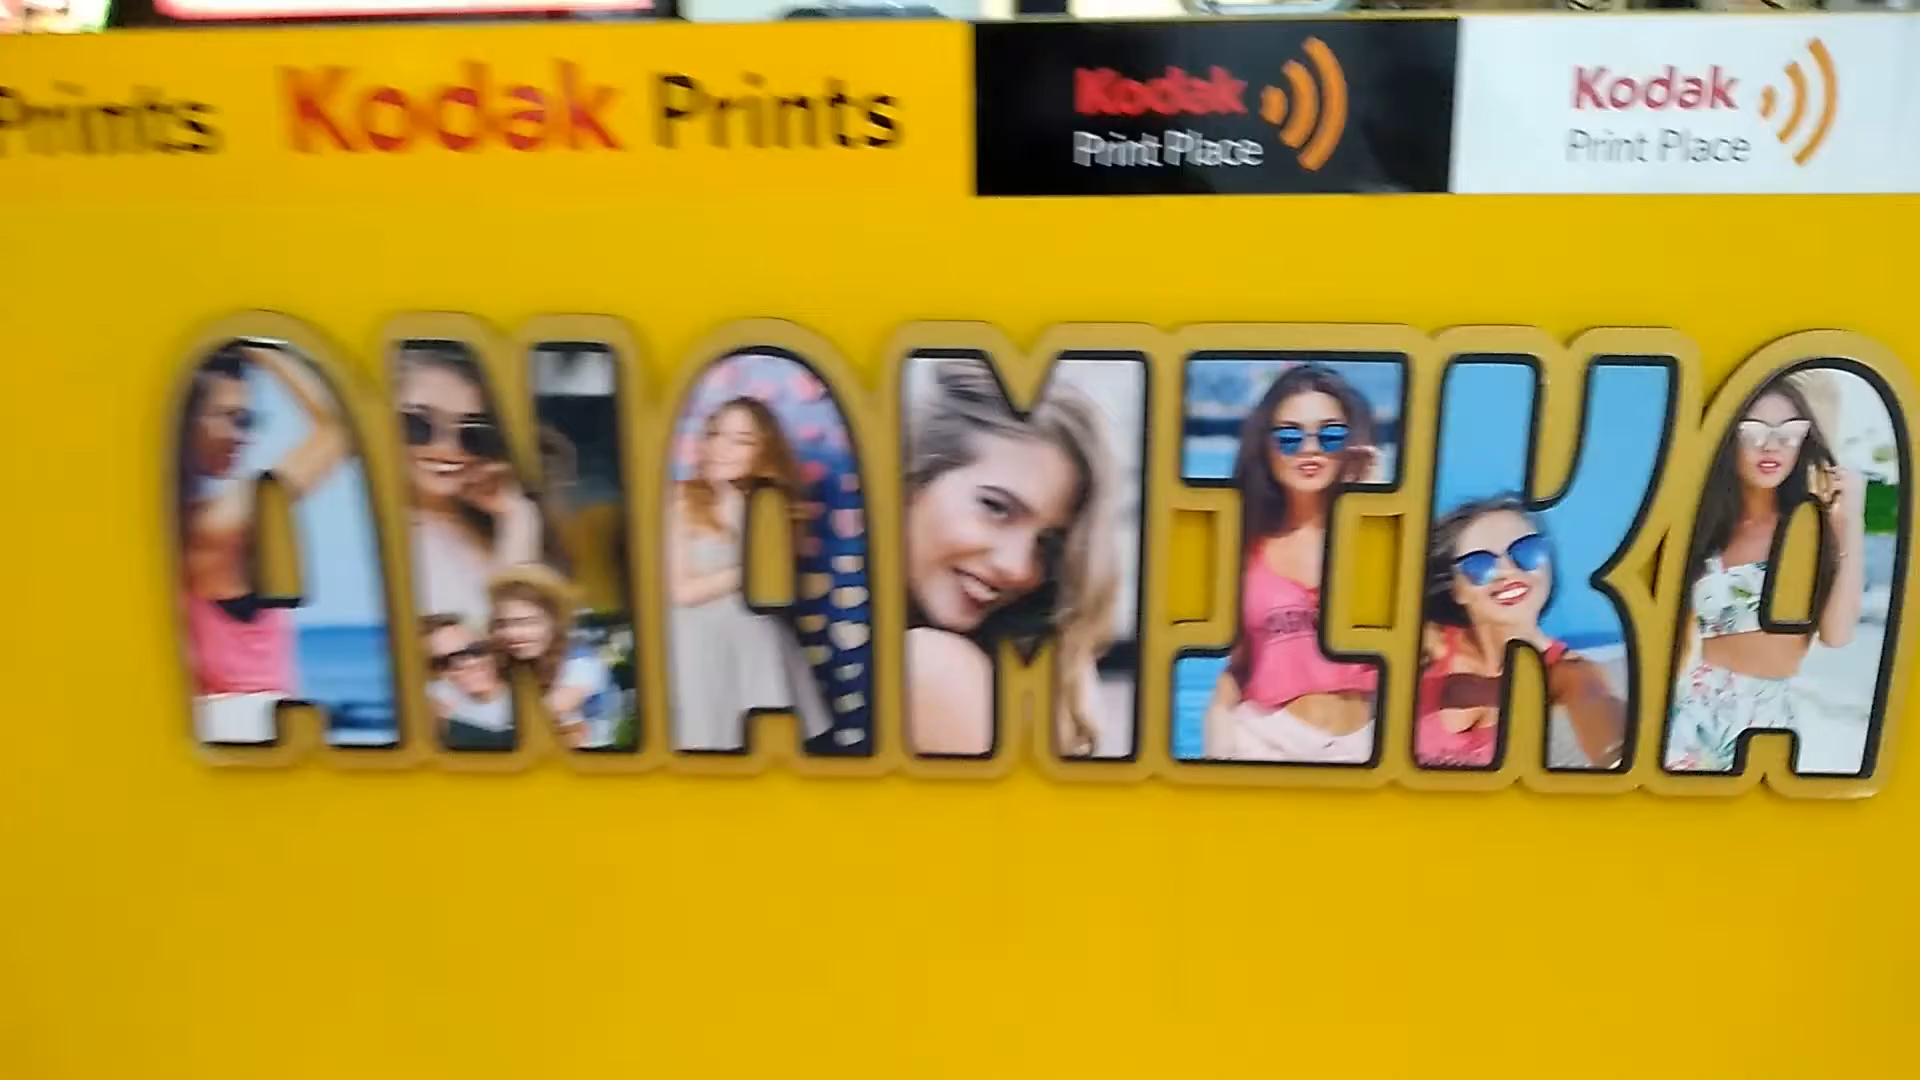 Prints Kodak Prints
Kodak
Print Place
Kodak
Print Place
ANAMIKA